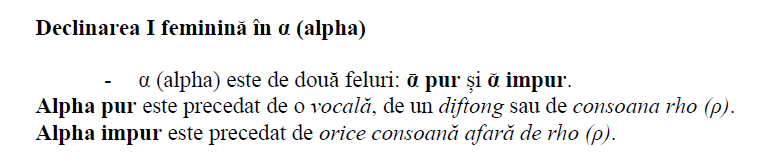 Declinarea I feminină în α (alpha)
- α (alpha) este de două feluri: ᾱ pur și ᾰ impur.
Alpha pur este precedat de o vocală, de un diftong sau de consoana rho (ρ).
Alpha impur este precedat de orice consoană afară de rho (ρ).